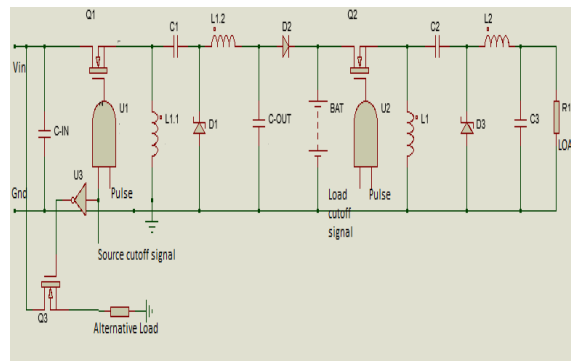 Q1
C1
L1.2
D2
Q2
C2
L2
Vin
C-IN
U1
L1.1
D1
C-OUT
BAT
U2
L1
D3
C3
R1
LOA
U3
Pulse
Load cutoff signal
Pulse
Gnd
Source cutoff signal
Q3
Alternative Load